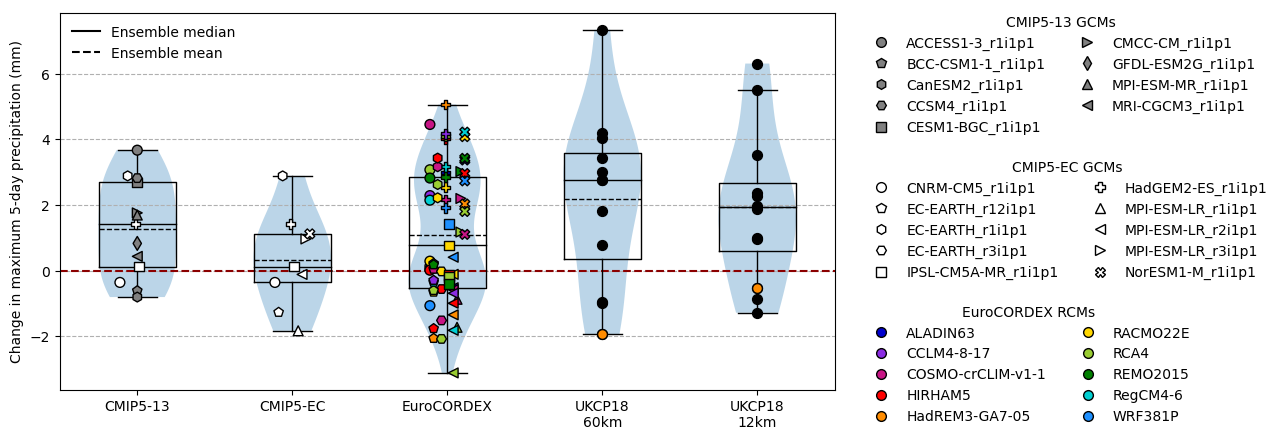 Change in maximum 5-day precipitation (mm)
6
4
2
0
−2
Ensemble median
Ensemble mean
CMIP5-13
CMIP5-EC
EuroCORDEX
UKCP18
60km
UKCP18
12km
CMIP5-13 GCMs
ACCESS1-3_r1i1p1
BCC-CSM1-1_r1i1p1
CanESM2_r1i1p1
CCSM4_r1i1p1
CESM1-BGC_r1i1p1
CMCC-CM_r1i1p1
GFDL-ESM2G_r1i1p1
MPI-ESM-MR_r1i1p1
MRI-CGCM3_r1i1p1
CMIP5-EC GCMs
CNRM-CM5_r1i1p1
EC-EARTH_r12i1p1
EC-EARTH_r1i1p1
EC-EARTH_r3i1p1
IPSL-CM5A-MR_r1i1p1
HadGEM2-ES_r1i1p1
MPI-ESM-LR_r1i1p1
MPI-ESM-LR_r2i1p1
MPI-ESM-LR_r3i1p1
NorESM1-M_r1i1p1
EuroCORDEX RCMs
ALADIN63
CCLM4-8-17
COSMO-crCLIM-v1-1
HIRHAM5
HadREM3-GA7-05
RACMO22E
RCA4
REMO2015
RegCM4-6
WRF381P